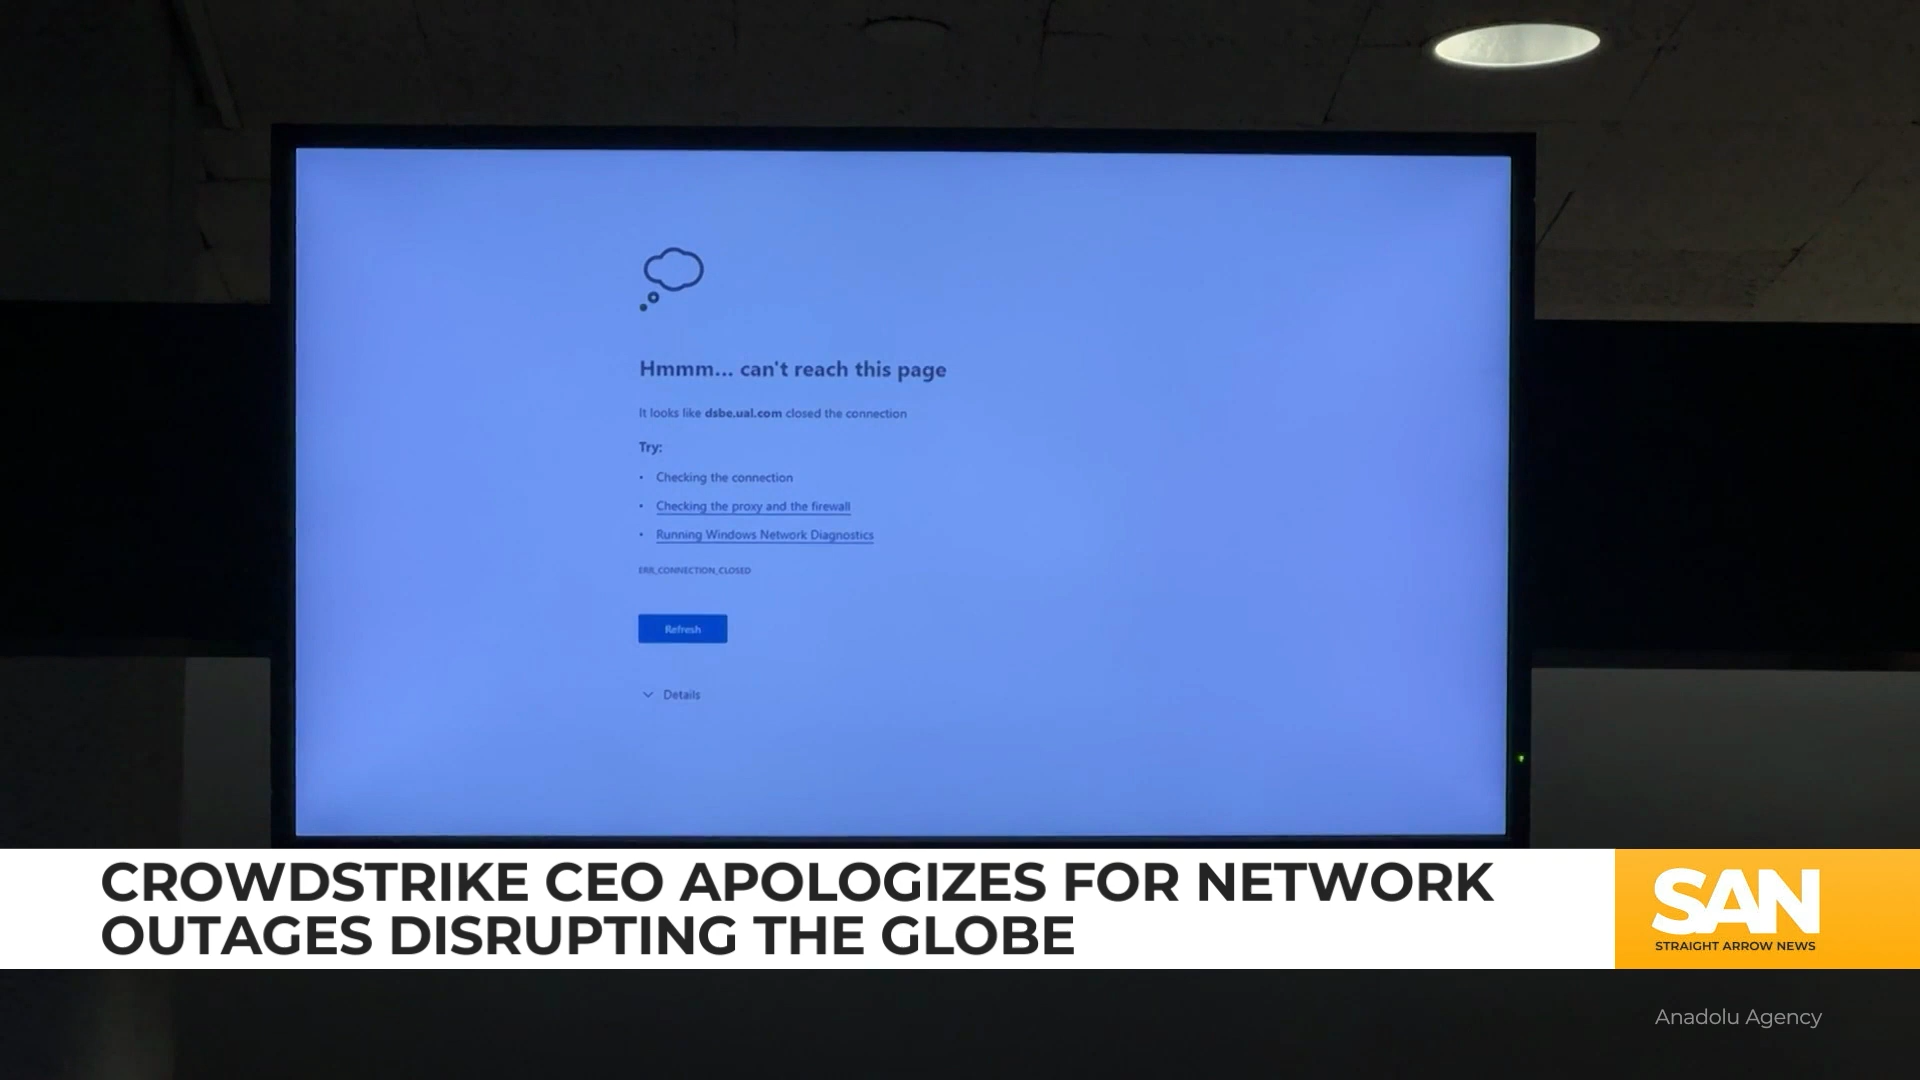 Hmmm... can't reach this page
It looks like dsbe.ual.com closed the connection
Try:
• Checking the connection
• Checking the proxy and the firewall
• Running Windows Network Diagnostics
ERR_CONNECTION_CLOSED
Refresh
Details
CROWDSTRIKE CEO APOLOGIZES FOR NETWORK
OUTAGES DISRUPTING THE GLOBE
SAN
STRAIGHT ARROW NEWS
Anadolu Agency